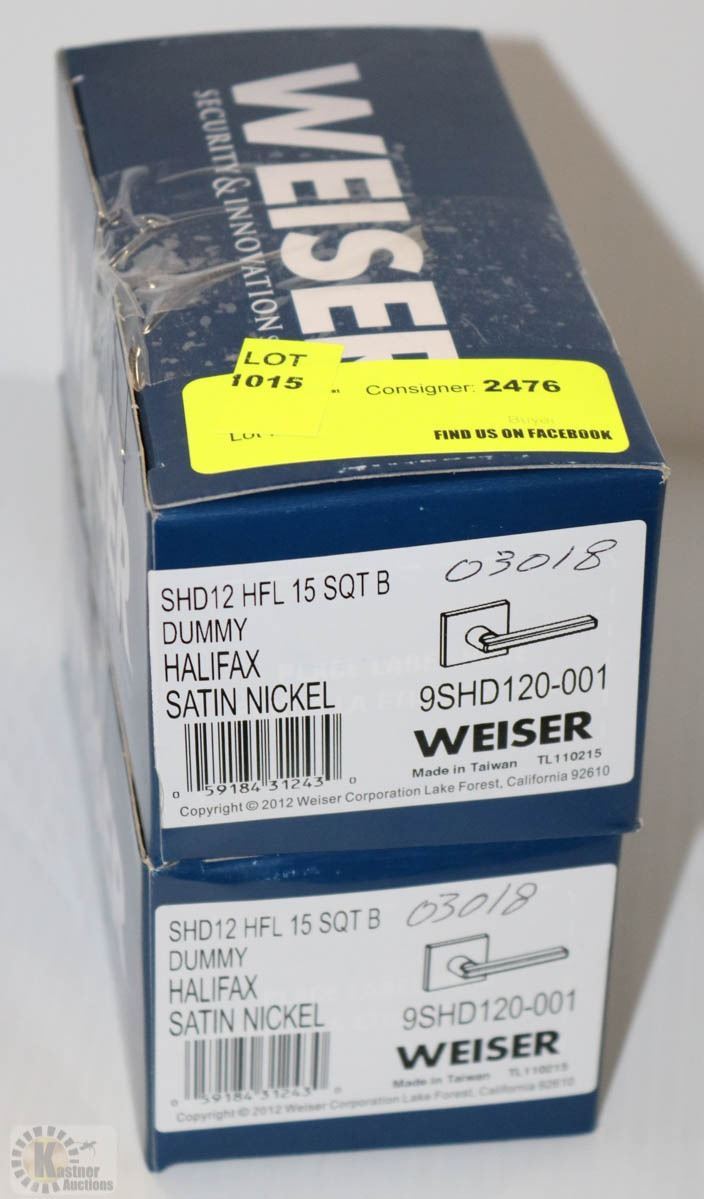 WEISER
SECURITY & INNOVATION
LOT
1015
Consigner: 2476
Lot
Buyer
FIND US ON FACEBOOK
03018
SHD12 HFL 15 SQT B
DUMMY
HALIFAX
SATIN NICKEL
9SHD120-001
WEISER
Made in Taiwan TL110215
0 59184 31243 0
Copyright © 2012 Weiser Corporation Lake Forest, California 92610
03018
SHD12 HFL 15 SQT B
DUMMY
HALIFAX
SATIN NICKEL
9SHD120-001
WEISER
Made in Taiwan TL110215
0 59184 31243 0
Copyright © 2012 Weiser Corporation Lake Forest, California 92610
Kastner
Auctions